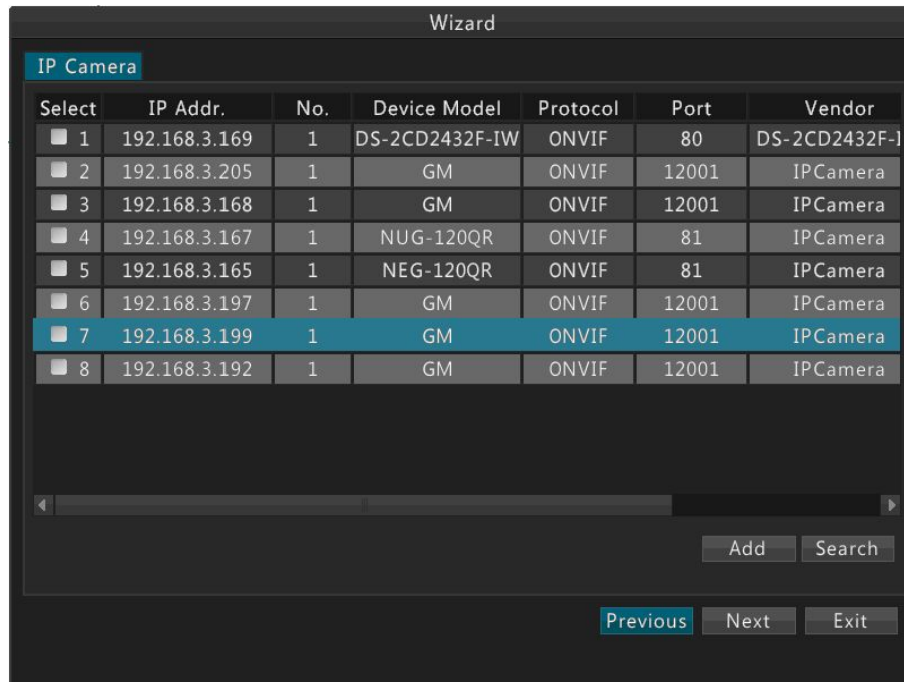 Wizard
IP Camera
Select IP Addr. No. Device Model Protocol Port Vendor
1 192.168.3.169 1 DS-2CD2432F-IW ONVIF 80 DS-2CD2432F-I
2 192.168.3.205 1 GM ONVIF 12001 IPCamera
3 192.168.3.168 1 GM ONVIF 12001 IPCamera
4 192.168.3.167 1 NUG-120QR ONVIF 81 IPCamera
5 192.168.3.165 1 NEG-120QR ONVIF 81 IPCamera
6 192.168.3.197 1 GM ONVIF 12001 IPCamera
7 192.168.3.199 1 GM ONVIF 12001 IPCamera
8 192.168.3.192 1 GM ONVIF 12001 IPCamera
Add Search
Previous Next Exit